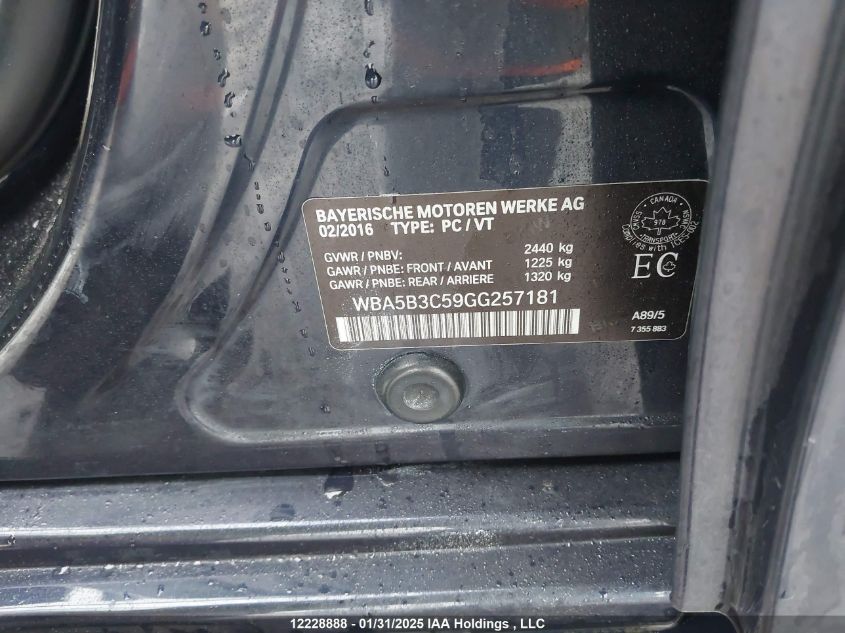 BAYERISCHE MOTOREN WERKE AG
02/2016 TYPE: PC / VT
GVWR / PNBV: 2440 kg
GAWR / PNBE: FRONT / AVANT 1225 kg
GAWR / PNBE: REAR / ARRIERE 1320 kg
WBA5B3C59GG257181
CANADA
978
TRANSPORT
EC
A89/5
7 355 883
12228888 - 01/31/2025 IAA Holdings , LLC